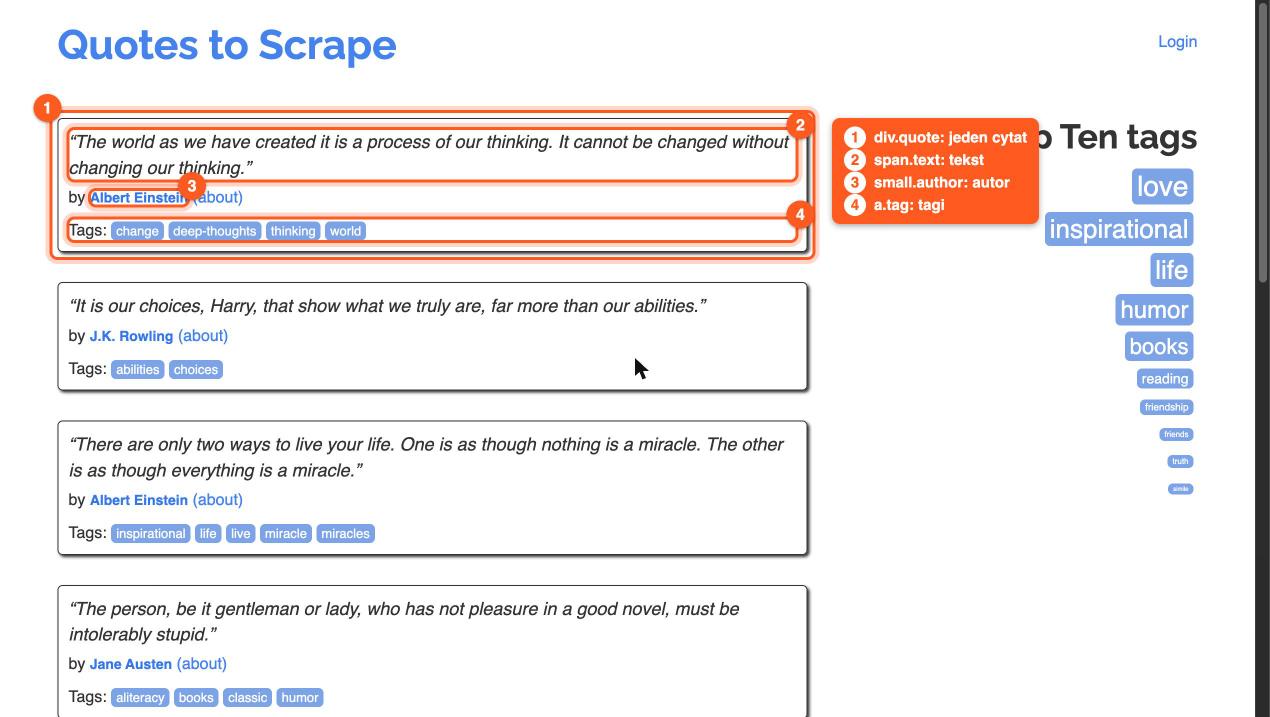 Quotes to Scrape
Login
1
“The world as we have created it is a process of our thinking. It cannot be changed without
changing our thinking.”
2
3
by Albert Einstein (about)
4
Tags: change deep-thoughts thinking world
1 div.quote: jeden cytat
2 span.text: tekst
3 small.author: autor
4 a.tag: tagi
“It is our choices, Harry, that show what we truly are, far more than our abilities.”
by J.K. Rowling (about)
Tags: abilities choices
“There are only two ways to live your life. One is as though nothing is a miracle. The other
is as though everything is a miracle.”
by Albert Einstein (about)
Tags: inspirational life live miracle miracles
“The person, be it gentleman or lady, who has not pleasure in a good novel, must be
intolerably stupid.”
by Jane Austen (about)
Tags: aliteracy books classic humor
Ten tags
love
inspirational
life
humor
books
reading
friendship
friends
truth
simile